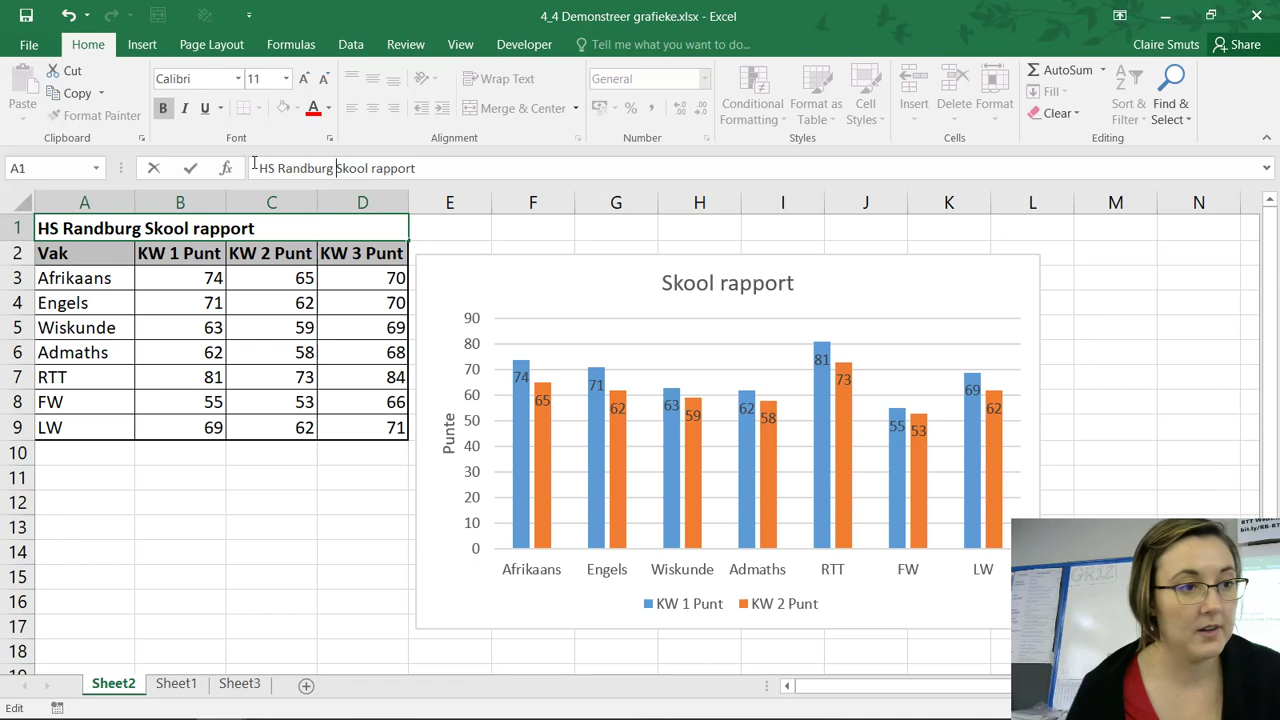 4_4 Demonstreer grafieke.xlsx - Excel
File Home Insert Page Layout Formulas Data Review View Developer Tell me what you want to do... Claire Smuts Share
Paste
Cut
Copy
Format Painter
Clipboard
Calibri 11
B I U A
Font
Wrap Text
Merge & Center
Alignment
General
%
Number
Conditional Formatting
Format as Table
Cell Styles
Styles
Insert Delete Format
Cells
AutoSum
Fill
Clear
Sort & Filter
Find & Select
Editing
A1 fx HS Randburg Skool rapport
A B C D E F G H I J K L M N
1 HS Randburg Skool rapport
2 Vak KW 1 Punt KW 2 Punt KW 3 Punt
3 Afrikaans 74 65 70
4 Engels 71 62 70
5 Wiskunde 63 59 69
6 Admaths 62 58 68
7 RTT 81 73 84
8 FW 55 53 66
9 LW 69 62 71
10
11
12
13
14
15
16
17
18
Skool rapport
Punte
90
80
70
60
50
40
30
20
10
0
74 65 71 62 63 59 62 58 81 73 55 53 69 62
Afrikaans Engels Wiskunde Admaths RTT FW LW
KW 1 Punt KW 2 Punt
GR12
Sheet2 Sheet1 Sheet3
Edit